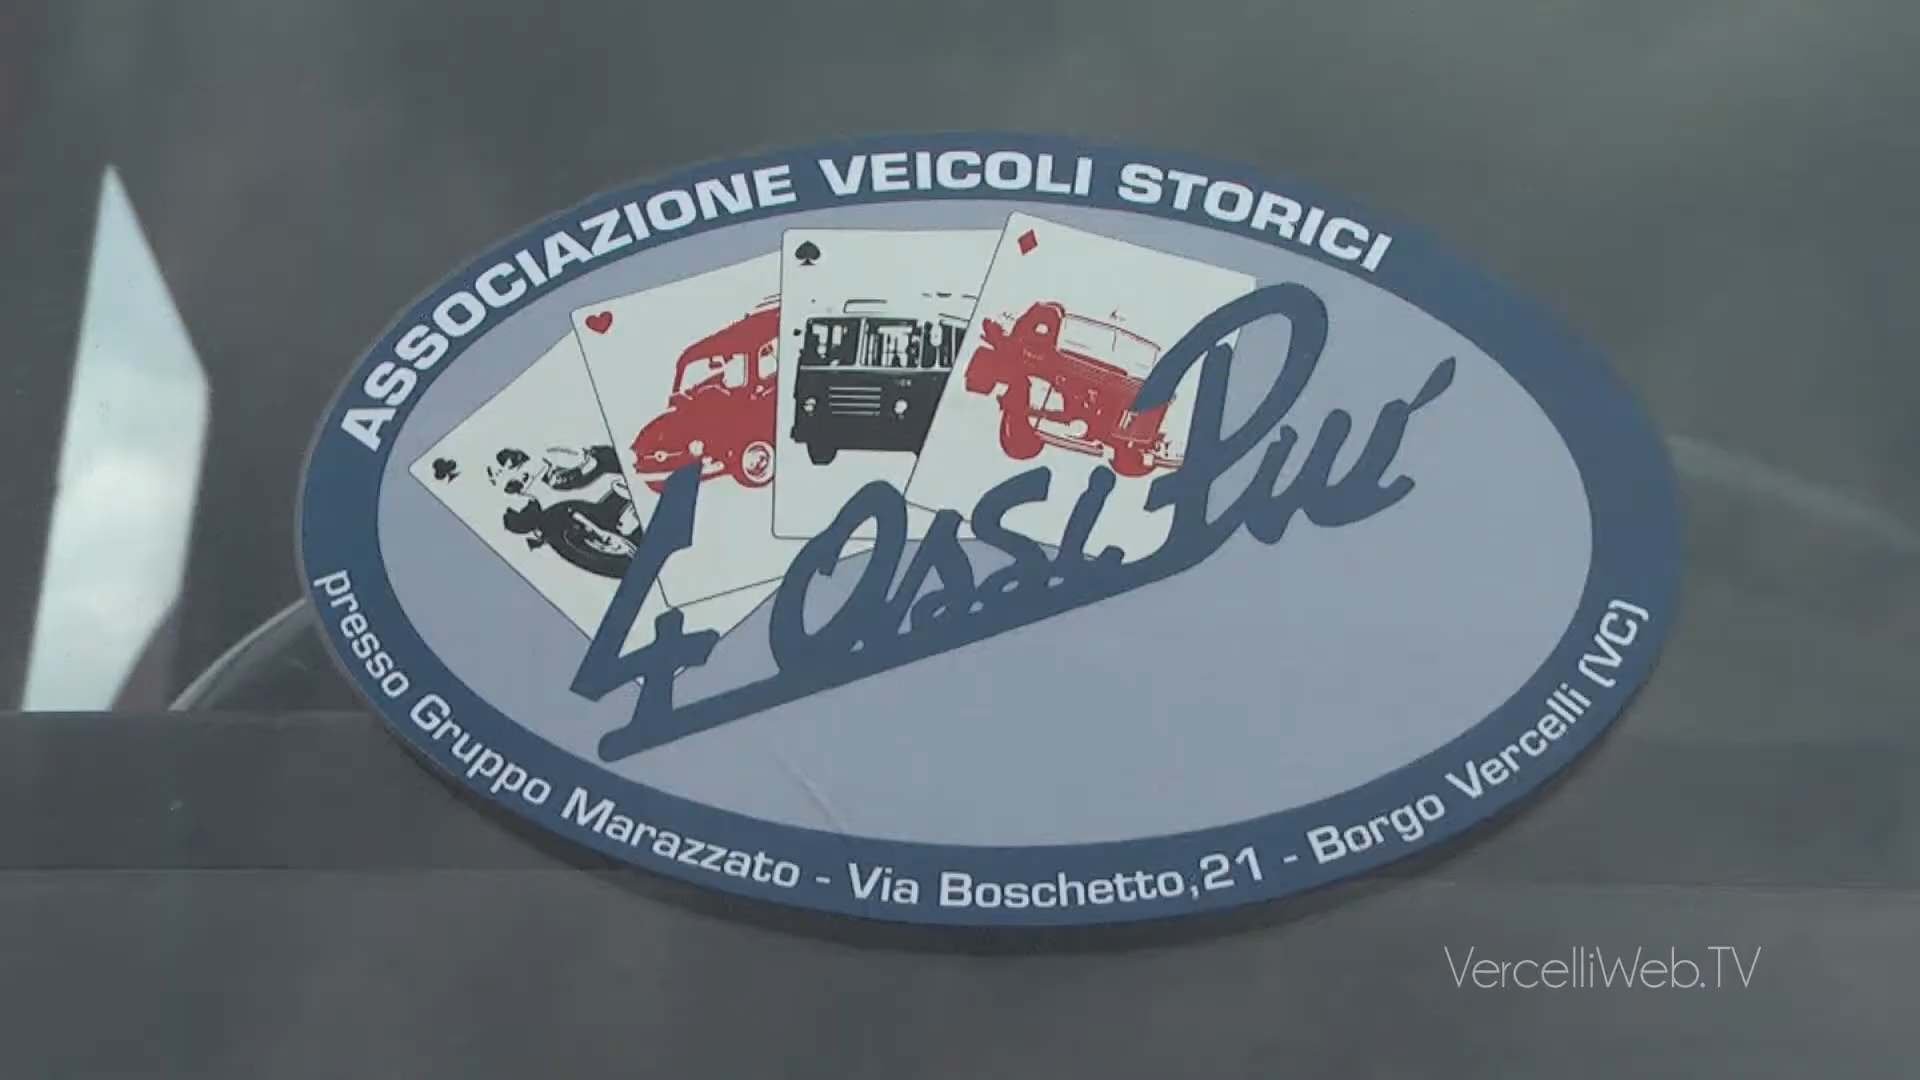 ASSOCIAZIONE VEICOLI STORICI
4 Assi Più
presso Gruppo Marazzato - Via Boschetto,21 - Borgo Vercelli (VC)
VercelliWeb.TV